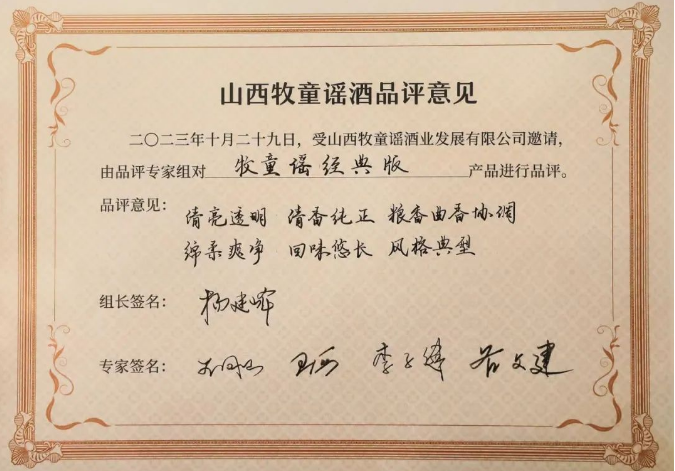 山西牧童谣酒品评意见
二〇二三年十月二十九日，受山西牧童谣酒业发展有限公司邀请，
由品评专家组对 牧童谣经典版 产品进行品评。
品评意见： 清亮透明 清香纯正 粮香曲香协调
绵柔爽净 回味悠长 风格典型
组长签名： 杨建峰
专家签名：